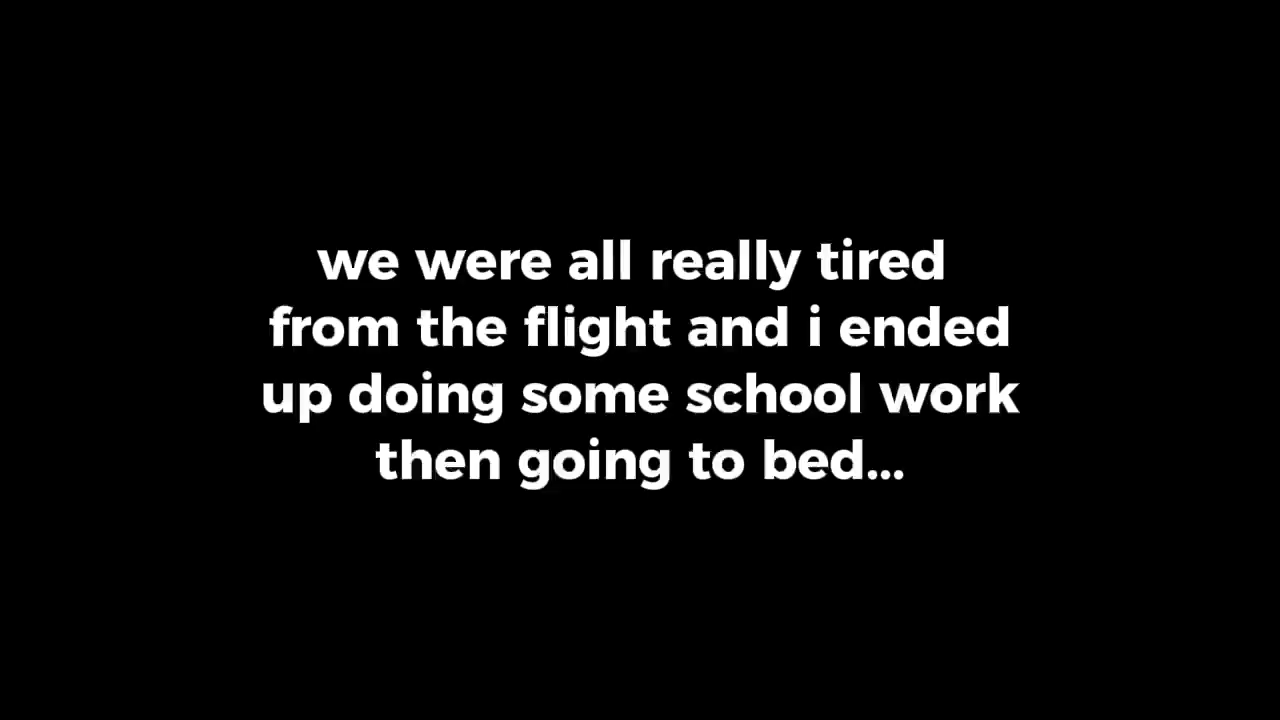 we were all really tired
from the flight and i ended
up doing some school work
then going to bed...